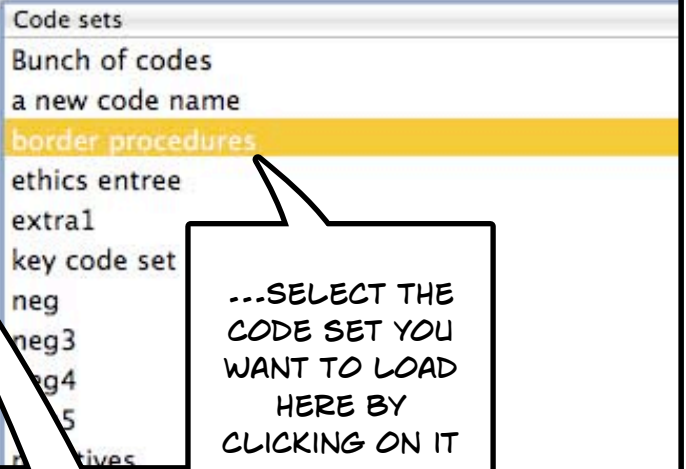 Code sets
Bunch of codes
a new code name
border procedures
ethics entree
extra1
key code set
neg
neg3
...SELECT THE
CODE SET YOU
WANT TO LOAD
HERE BY
CLICKING ON IT